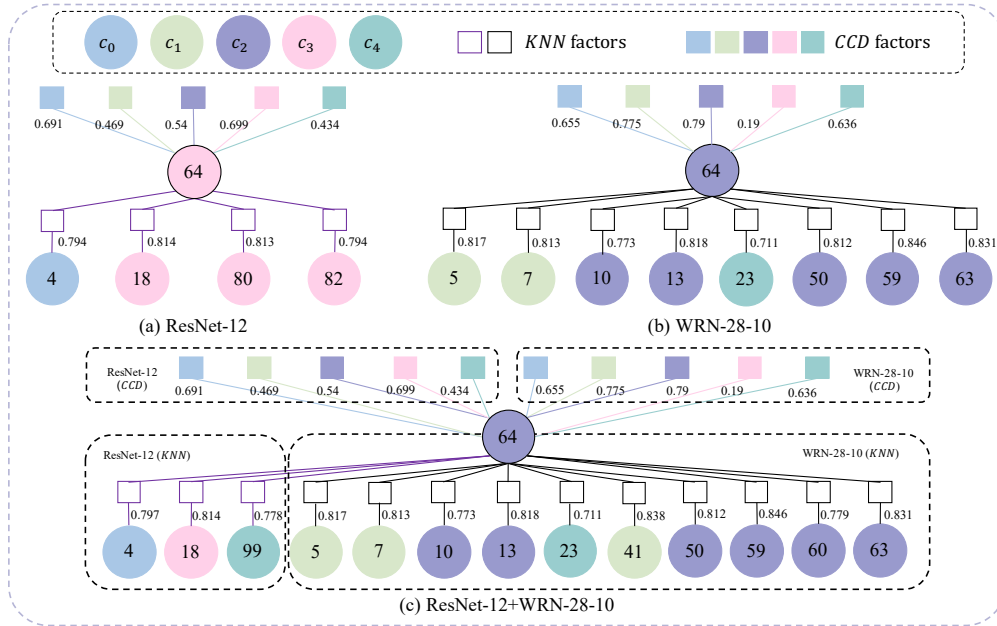 c0 c1 c2 c3 c4 KNN factors CCD factors
0.691 0.469 0.54 0.699 0.434
64
0.794 0.814 0.813 0.794
4 18 80 82
(a) ResNet-12
0.655 0.775 0.79 0.19 0.636
64
0.817 0.813 0.773 0.818 0.711 0.812 0.846 0.831
5 7 10 13 23 50 59 63
(b) WRN-28-10
ResNet-12
(CCD)
0.691 0.469 0.54 0.699 0.434
0.655 0.775 0.79 0.19 0.636
WRN-28-10
(CCD)
64
ResNet-12 (KNN)
WRN-28-10 (KNN)
0.797 0.814 0.778 0.817 0.813 0.773 0.818 0.711 0.838 0.812 0.846 0.779 0.831
4 18 99 5 7 10 13 23 41 50 59 60 63
(c) ResNet-12+WRN-28-10